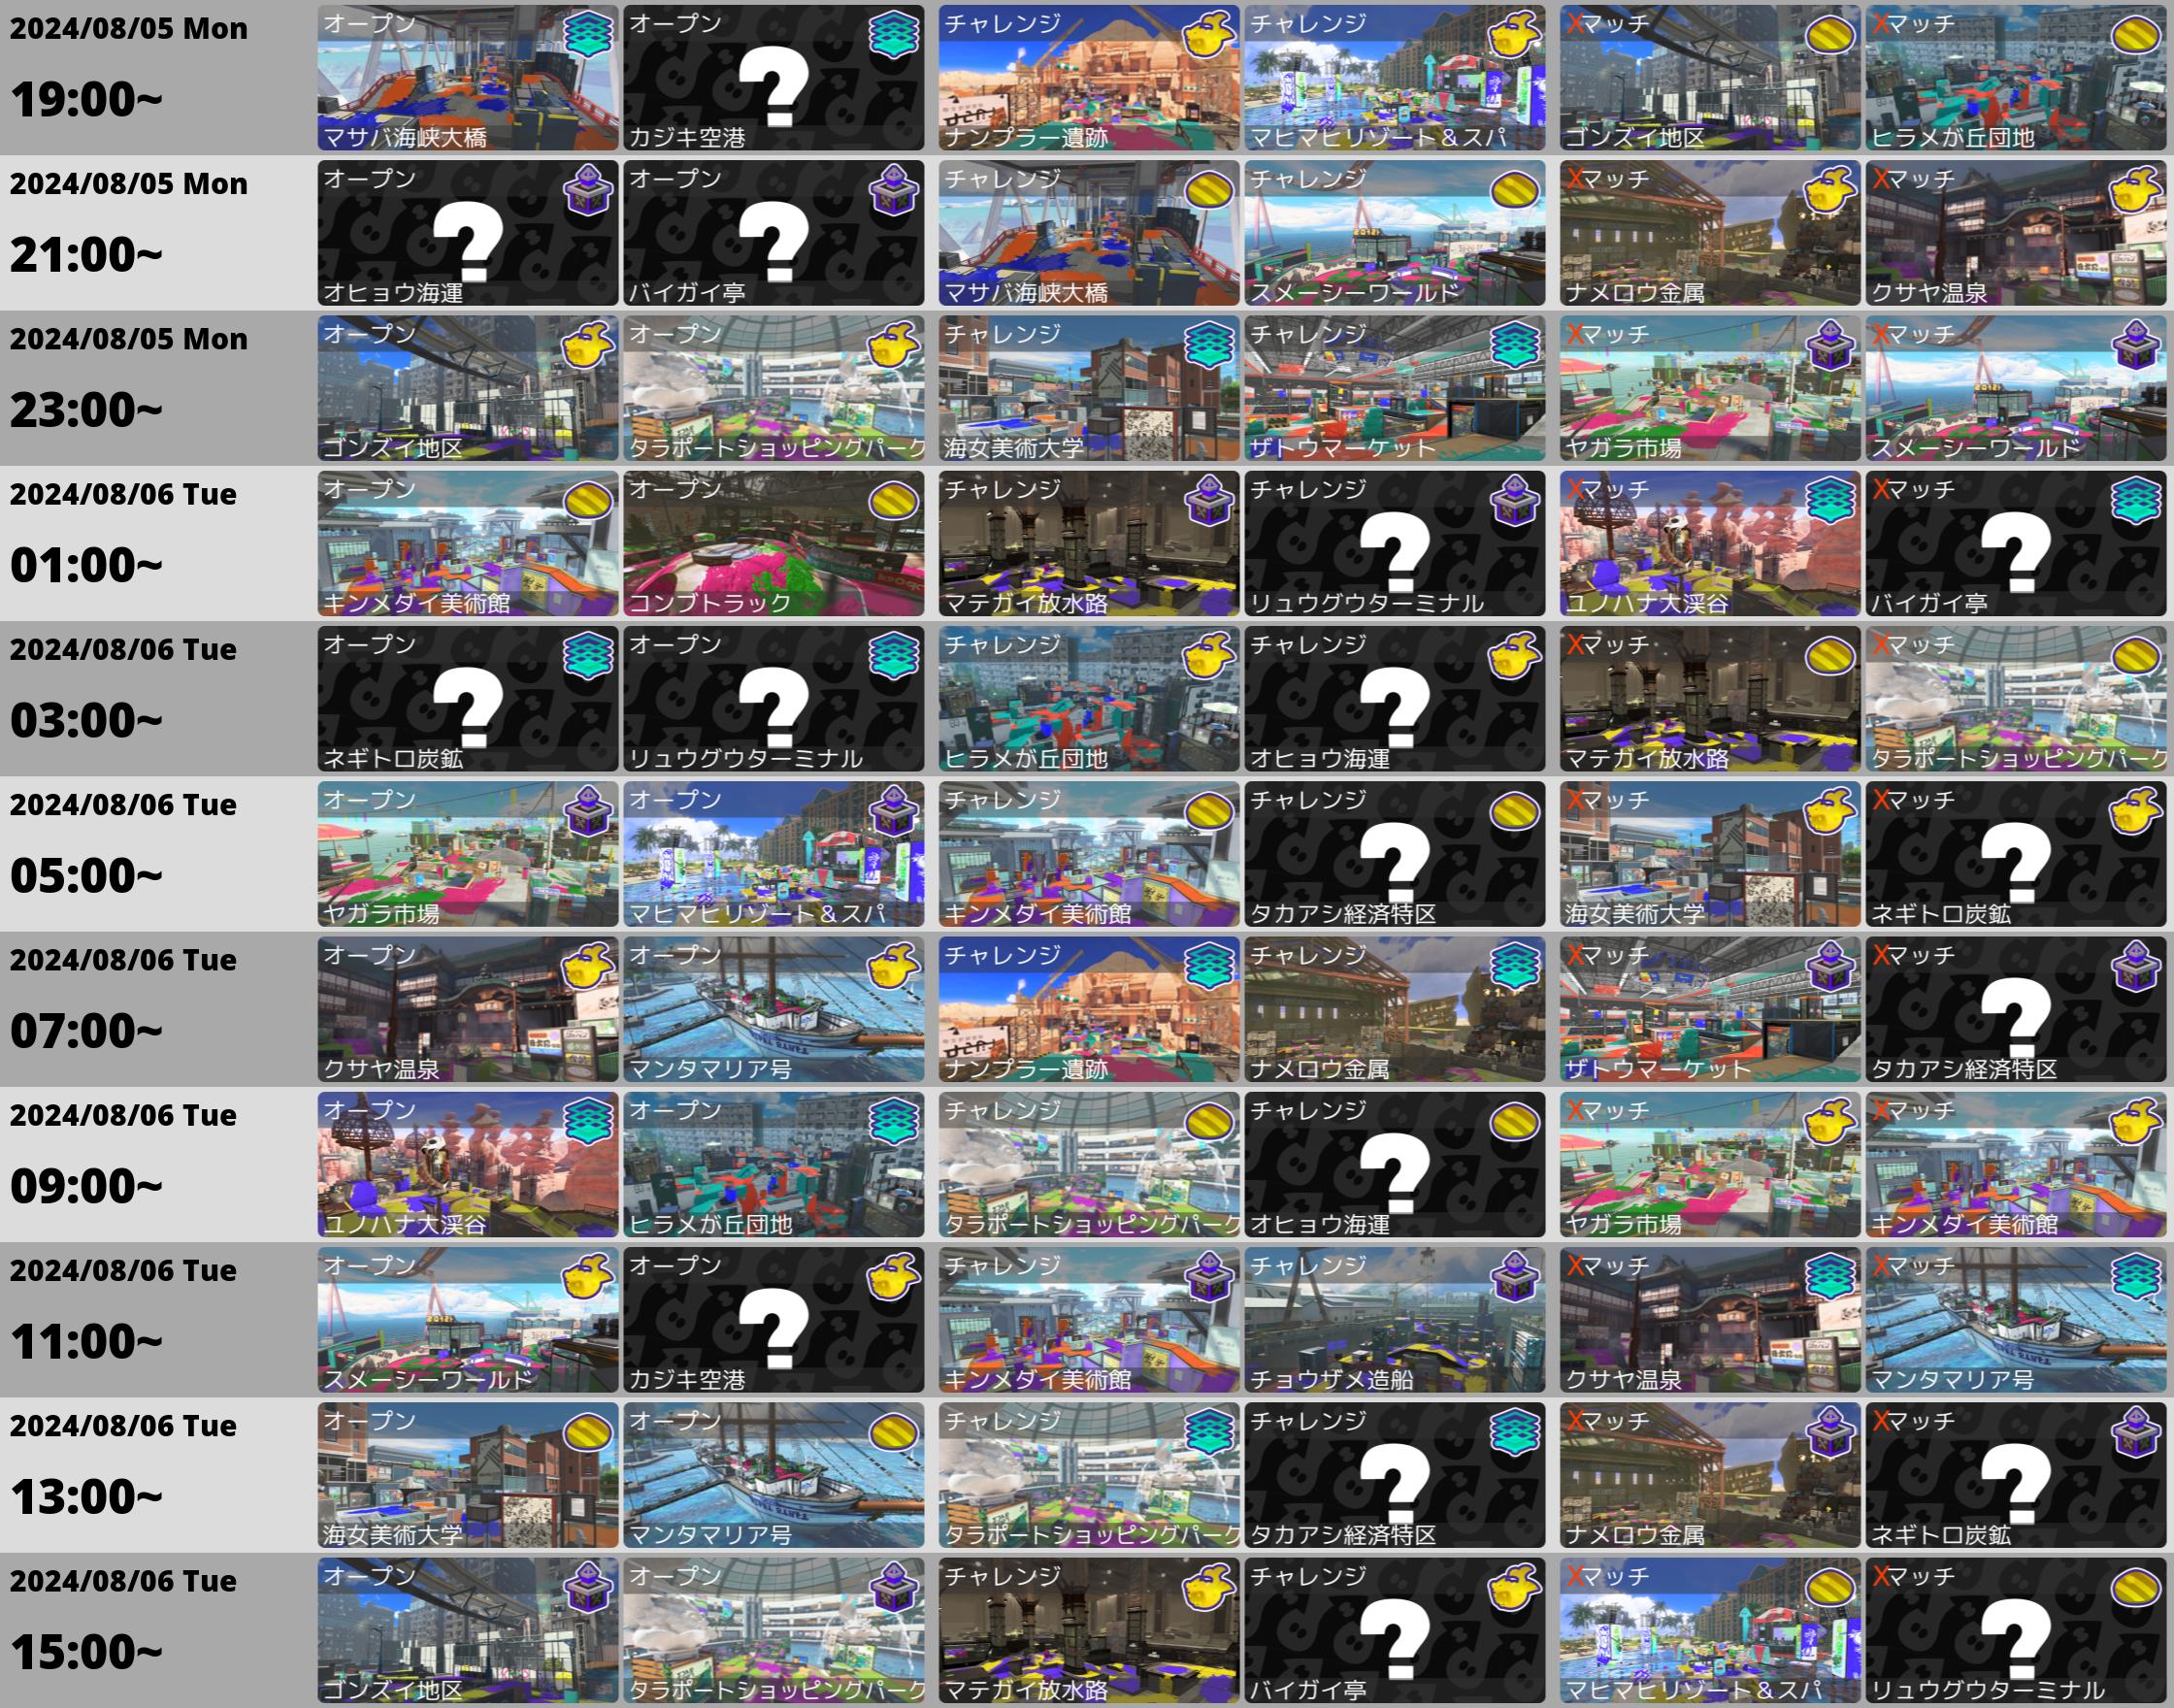 2024/08/05 Mon
19:00~
オープン
マサバ海峡大橋
オープン
カジキ空港
チャレンジ
ナンプラー遺跡
チャレンジ
マヒマヒリゾート＆スパ
Xマッチ
ゴンズイ地区
Xマッチ
ヒラメが丘団地
2024/08/05 Mon
21:00~
オープン
オヒョウ海運
オープン
バイガイ亭
チャレンジ
マサバ海峡大橋
チャレンジ
スメーシーワールド
Xマッチ
ナメロウ金属
Xマッチ
クサヤ温泉
2024/08/05 Mon
23:00~
オープン
ゴンズイ地区
オープン
タラポートショッピングパーク
チャレンジ
海女美術大学
チャレンジ
ザトウマーケット
Xマッチ
ヤガラ市場
Xマッチ
スメーシーワールド
2024/08/06 Tue
01:00~
オープン
キンメダイ美術館
オープン
コンブトラック
チャレンジ
マテガイ放水路
チャレンジ
リュウグウターミナル
Xマッチ
ユノハナ大渓谷
Xマッチ
バイガイ亭
2024/08/06 Tue
03:00~
オープン
ネギトロ炭鉱
オープン
リュウグウターミナル
チャレンジ
ヒラメが丘団地
チャレンジ
オヒョウ海運
Xマッチ
マテガイ放水路
Xマッチ
タラポートショッピングパーク
2024/08/06 Tue
05:00~
オープン
ヤガラ市場
オープン
マヒマヒリゾート＆スパ
チャレンジ
キンメダイ美術館
チャレンジ
タカアシ経済特区
Xマッチ
海女美術大学
Xマッチ
ネギトロ炭鉱
2024/08/06 Tue
07:00~
オープン
クサヤ温泉
オープン
マンタマリア号
チャレンジ
ナンプラー遺跡
チャレンジ
ナメロウ金属
Xマッチ
ザトウマーケット
Xマッチ
タカアシ経済特区
2024/08/06 Tue
09:00~
オープン
ユノハナ大渓谷
オープン
ヒラメが丘団地
チャレンジ
タラポートショッピングパーク
チャレンジ
オヒョウ海運
Xマッチ
ヤガラ市場
Xマッチ
キンメダイ美術館
2024/08/06 Tue
11:00~
オープン
スメーシーワールド
オープン
カジキ空港
チャレンジ
キンメダイ美術館
チャレンジ
チョウザメ造船
Xマッチ
クサヤ温泉
Xマッチ
マンタマリア号
2024/08/06 Tue
13:00~
オープン
海女美術大学
オープン
マンタマリア号
チャレンジ
タラポートショッピングパーク
チャレンジ
タカアシ経済特区
Xマッチ
ナメロウ金属
Xマッチ
ネギトロ炭鉱
2024/08/06 Tue
15:00~
オープン
ゴンズイ地区
オープン
タラポートショッピングパーク
チャレンジ
マテガイ放水路
チャレンジ
バイガイ亭
Xマッチ
マヒマヒリゾート＆スパ
Xマッチ
リュウグウターミナル